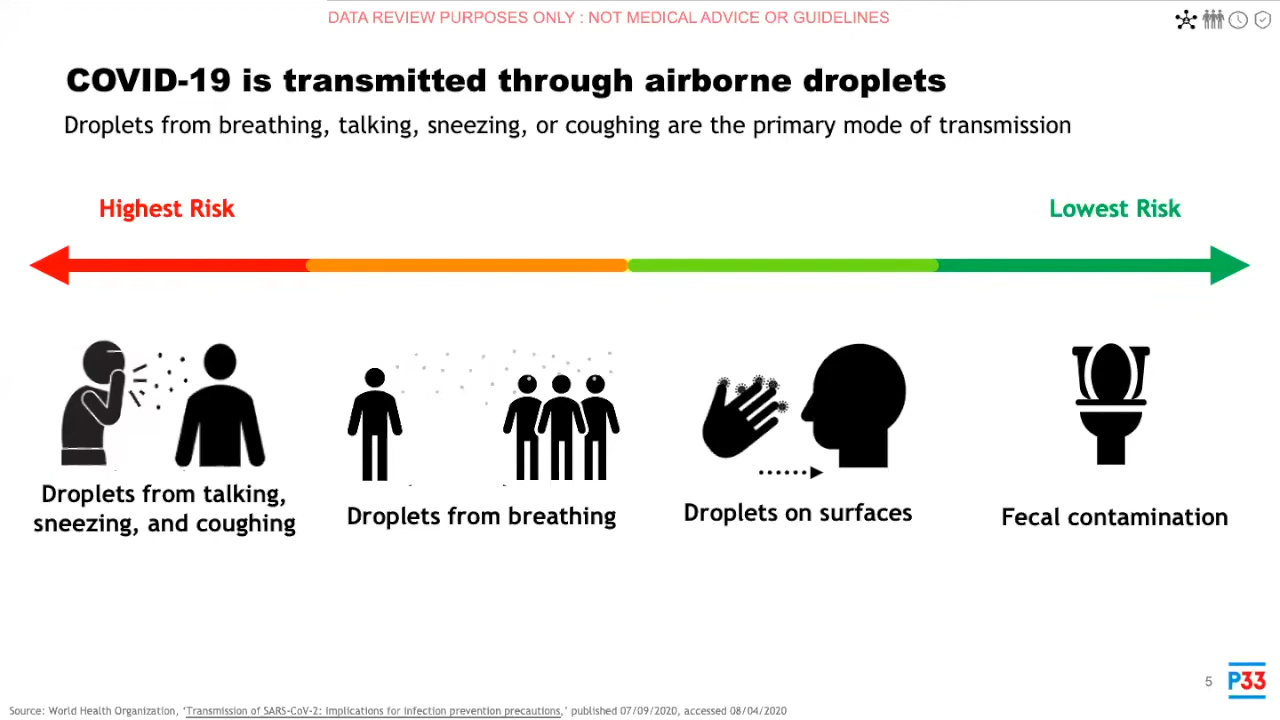 DATA REVIEW PURPOSES ONLY : NOT MEDICAL ADVICE OR GUIDELINES
COVID-19 is transmitted through airborne droplets
Droplets from breathing, talking, sneezing, or coughing are the primary mode of transmission
Highest Risk
Lowest Risk
Droplets from talking,
sneezing, and coughing
Droplets from breathing
Droplets on surfaces
Fecal contamination
5
P33
Source: World Health Organization, ‘Transmission of SARS-CoV-2: Implications for infection prevention precautions,’ published 07/09/2020, accessed 08/04/2020